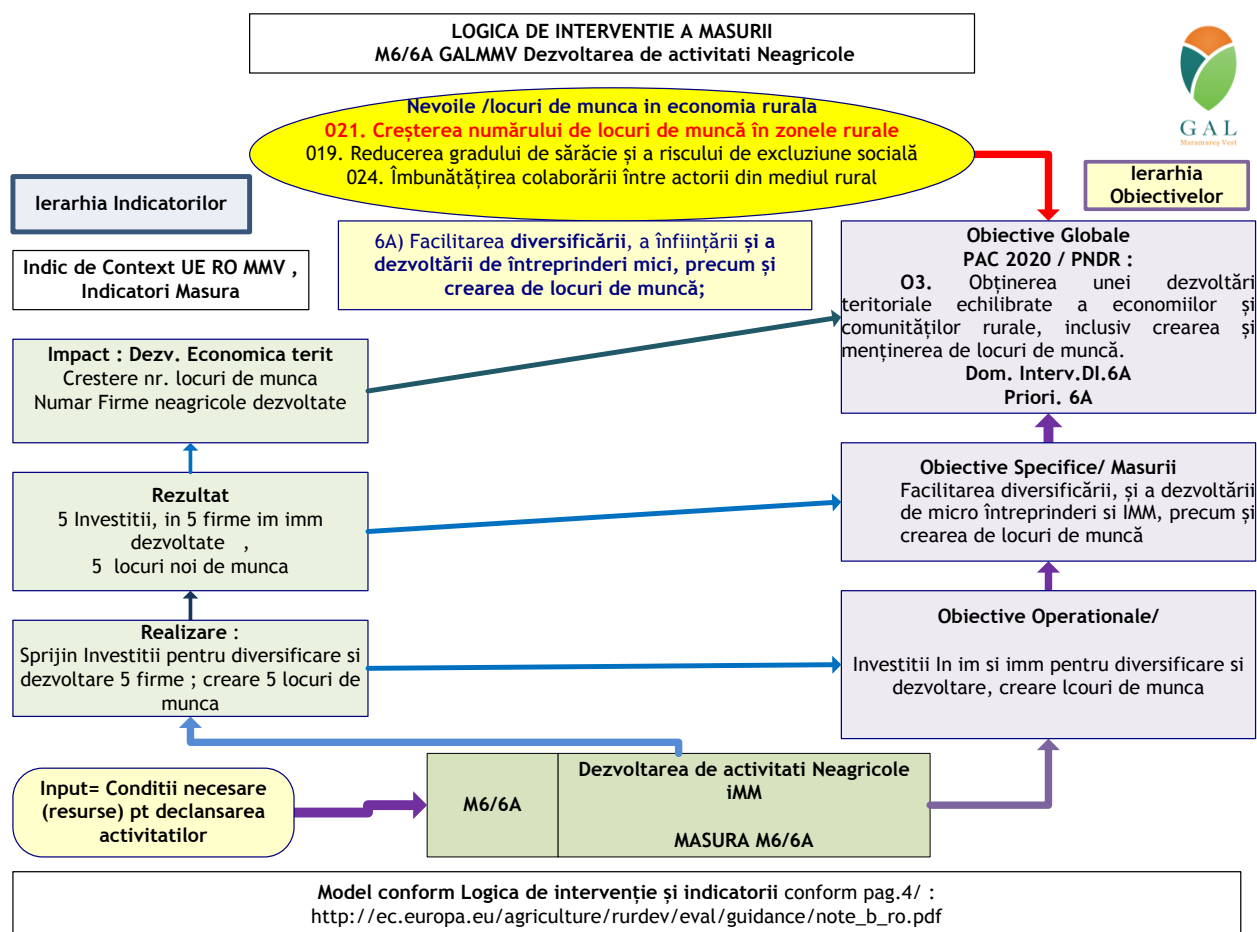 LOGICA DE INTERVENTIE A MASURII
M6/6A GALMMV Dezvoltarea de activitati Neagricole
Nevoile /locuri de munca in economia rurala
021. Creșterea numărului de locuri de muncă în zonele rurale
019. Reducerea gradului de sărăcie și a riscului de excluziune socială
024. Îmbunătățirea colaborării între actorii din mediul rural
GAL
Maramureș Vest
Ierarhia Indicatorilor
Ierarhia
Obiectivelor
Indic de Context UE RO MMV ,
Indicatori Masura
6A) Facilitarea diversificării, a înființării și a
dezvoltării de întreprinderi mici, precum și
crearea de locuri de muncă;
Obiective Globale
PAC 2020 / PNDR :
O3. Obținerea unei dezvoltări
teritoriale echilibrate a economiilor și
comunităților rurale, inclusiv crearea și
menținerea de locuri de muncă.
Dom. Interv.DI.6A
Priori. 6A
Impact : Dezv. Economica terit
Crestere nr. locuri de munca
Numar Firme neagricole dezvoltate
Rezultat
5 Investitii, in 5 firme im imm
dezvoltate ,
5 locuri noi de munca
Obiective Specifice/ Masurii
Facilitarea diversificării, și a dezvoltării
de micro întreprinderi si IMM, precum și
crearea de locuri de muncă
Realizare :
Sprijin Investitii pentru diversificare si
dezvoltare 5 firme ; creare 5 locuri de
munca
Obiective Operationale/
Investitii In im si imm pentru diversificare si
dezvoltare, creare lcouri de munca
Input= Conditii necesare
(resurse) pt declansarea
activitatilor
M6/6A
Dezvoltarea de activitati Neagricole
iMM
MASURA M6/6A
Model conform Logica de intervenție și indicatorii conform pag.4/ :
http://ec.europa.eu/agriculture/rurdev/eval/guidance/note_b_ro.pdf